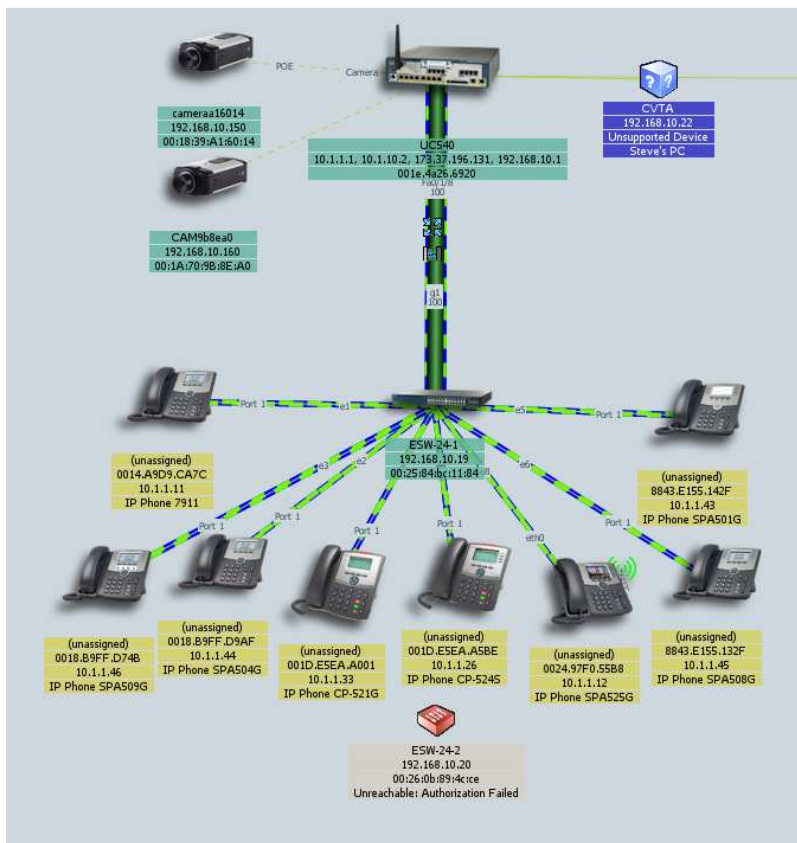 POE
Camera
cameraa16014
192.168.10.150
00:18:39:A1:60:14
CVTA
192.168.10.22
Unsupported Device
Steve's PC
UC540
10.1.1.1, 10.1.10.2, 173.37.196.131, 192.168.10.1
001e.4a26.6920
Fa0/1/8
100
CAM9b8ea0
192.168.10.160
00:1A:70:9B:8E:A0
g1
100
Port 1
e1
e5
Port 1
ESW-24-1
192.168.10.19
00:25:84:bc:11:84
(unassigned)
0014.A9D9.CA7C
10.1.1.11
IP Phone 7911
e3
e2
e6
(unassigned)
8843.E155.142F
10.1.1.43
IP Phone SPA501G
Port 1
Port 1
Port 1
Port 1
eth0
Port 1
(unassigned)
0018.B9FF.D74B
10.1.1.46
IP Phone SPA509G
(unassigned)
0018.B9FF.D9AF
10.1.1.44
IP Phone SPA504G
(unassigned)
001D.E5EA.A001
10.1.1.33
IP Phone CP-521G
(unassigned)
001D.E5EA.A5BE
10.1.1.26
IP Phone CP-524S
(unassigned)
0024.97F0.55B8
10.1.1.12
IP Phone SPA525G
(unassigned)
8843.E155.132F
10.1.1.45
IP Phone SPA508G
ESW-24-2
192.168.10.20
00:26:0b:89:4c:ce
Unreachable: Authorization Failed